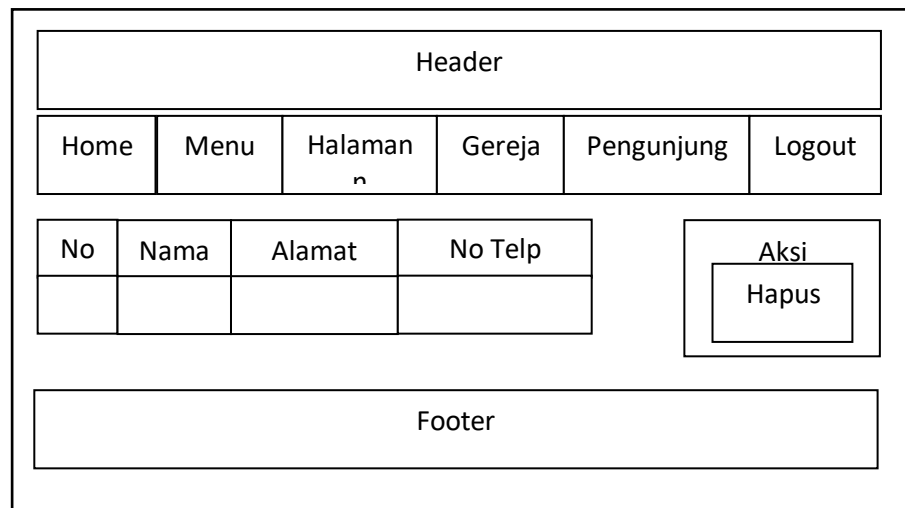 Header
Home Menu Halaman Gereja Pengunjung Logout
n
No Nama Alamat No Telp Aksi
Hapus
Footer